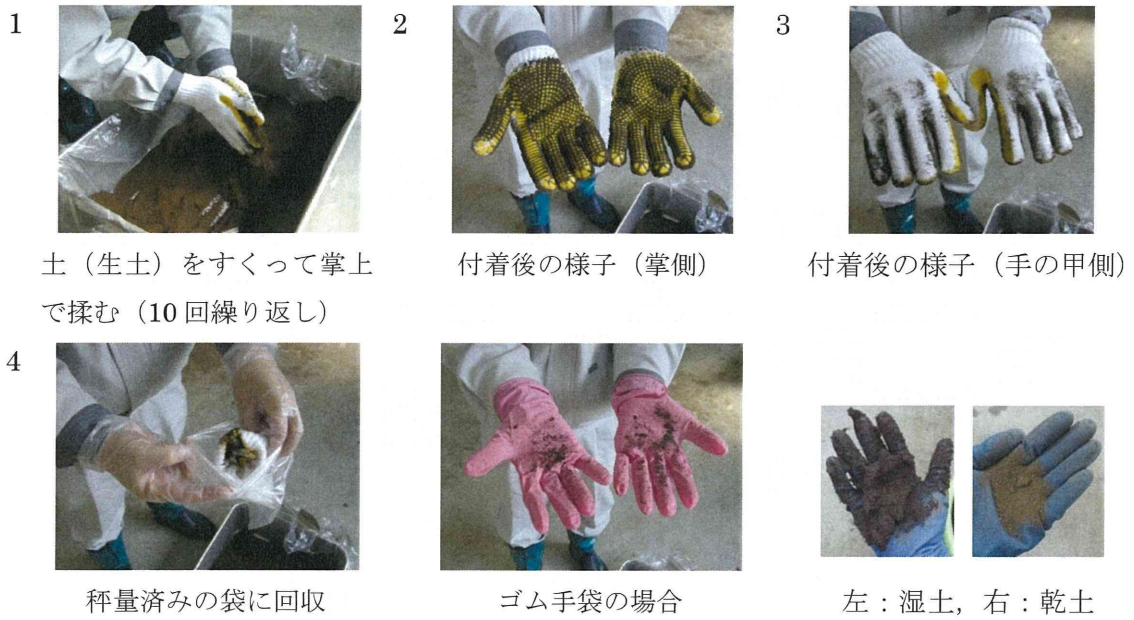 1
2
3
土（生土）をすくって掌上
で揉む（10 回繰り返し）
付着後の様子（掌側）
付着後の様子（手の甲側）
4
秤量済みの袋に回収
ゴム手袋の場合
左：湿土，右：乾土